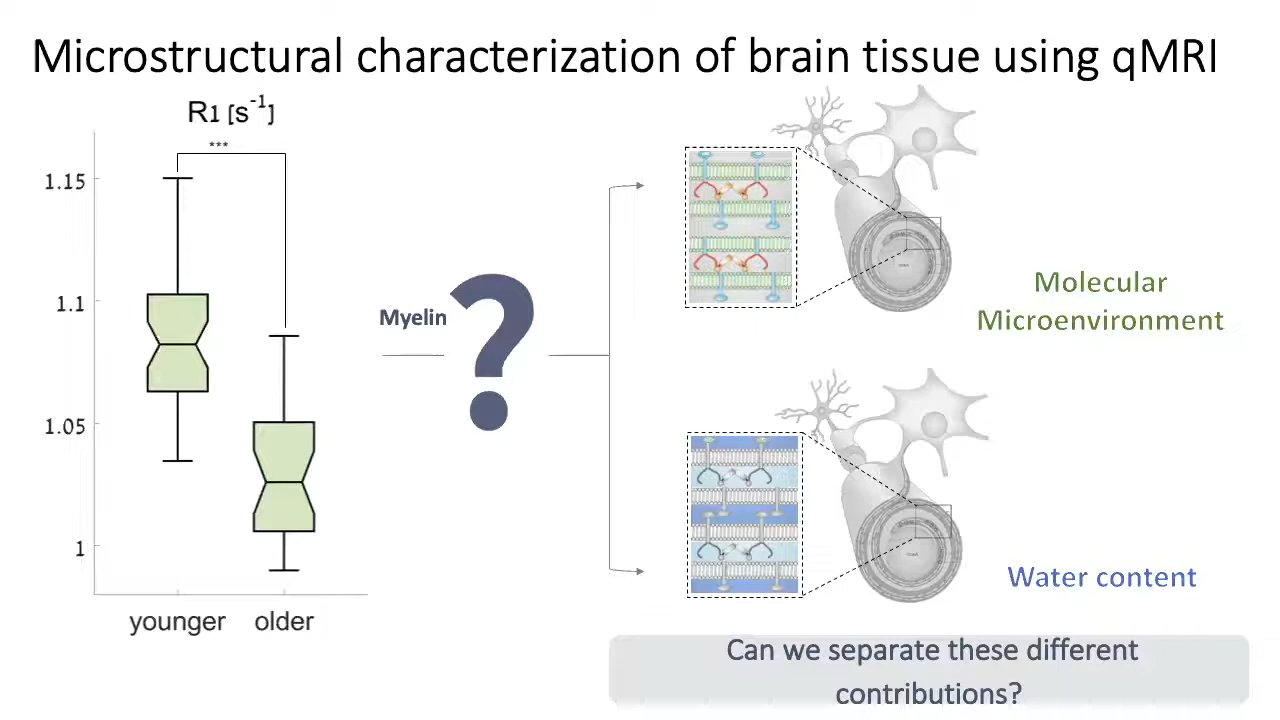 Microstructural characterization of brain tissue using qMRI
R1 [s⁻¹]
***
1.15
1.1
1.05
1
younger older
Myelin
?
Molecular
Microenvironment
Water content
Can we separate these different
contributions?